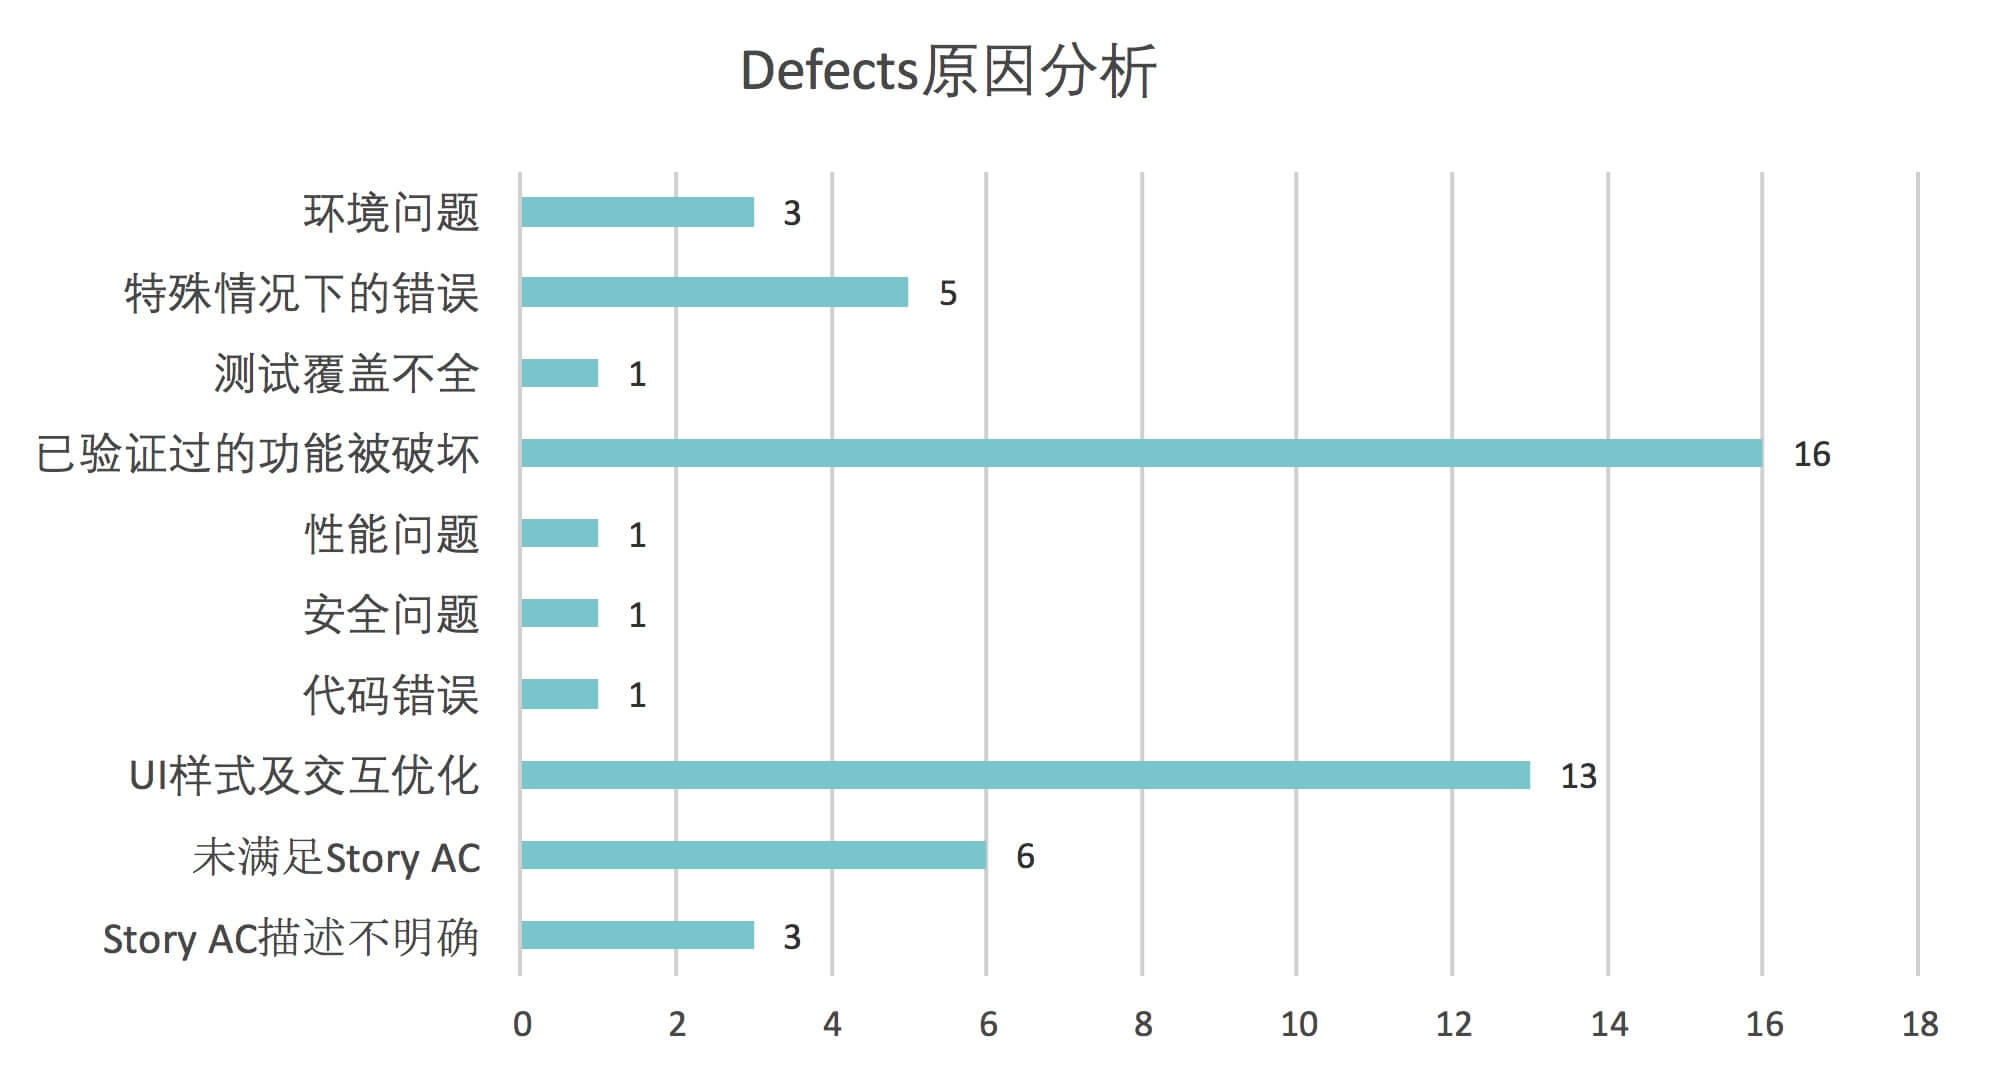 Defects原因分析
环境问题 3
特殊情况下的错误 5
测试覆盖不全 1
已验证过的功能被破坏 16
性能问题 1
安全问题 1
代码错误 1
UI样式及交互优化 13
未满足Story AC 6
Story AC描述不明确 3
0 2 4 6 8 10 12 14 16 18